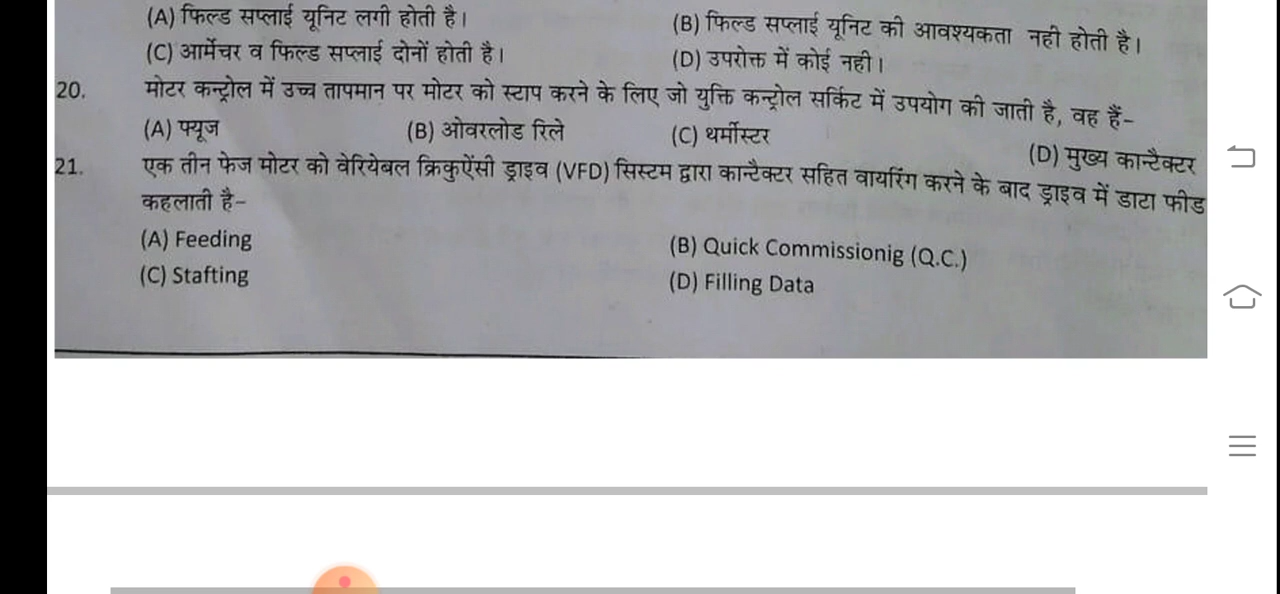 (A) फिल्ड सप्लाई यूनिट लगी होती है।
(B) फिल्ड सप्लाई यूनिट की आवश्यकता नही होती है।
(C) आर्मेचर व फिल्ड सप्लाई दोनों होती है।
(D) उपरोक्त में कोई नही।
20. मोटर कन्ट्रोल में उच्च तापमान पर मोटर को स्टाप करने के लिए जो युक्ति कन्ट्रोल सर्किट में उपयोग की जाती है, वह हैं-
(A) फ्यूज (B) ओवरलोड रिले (C) थर्मीस्टर (D) मुख्य कान्टैक्टर
21. एक तीन फेज मोटर को वेरियेबल क्रिकुऐंसी ड्राइव (VFD) सिस्टम द्वारा कान्टैक्टर सहित वायरिंग करने के बाद ड्राइव में डाटा फीड
कहलाती है-
(A) Feeding
(B) Quick Commissionig (Q.C.)
(C) Stafting
(D) Filling Data